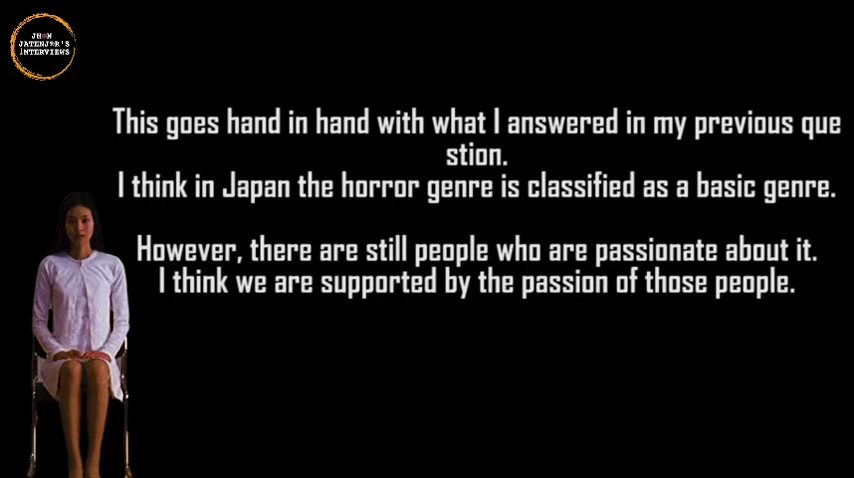 JHON
JATENJOR'S
INTERVIEWS
This goes hand in hand with what I answered in my previous que
stion.
I think in Japan the horror genre is classified as a basic genre.
However, there are still people who are passionate about it.
I think we are supported by the passion of those people.